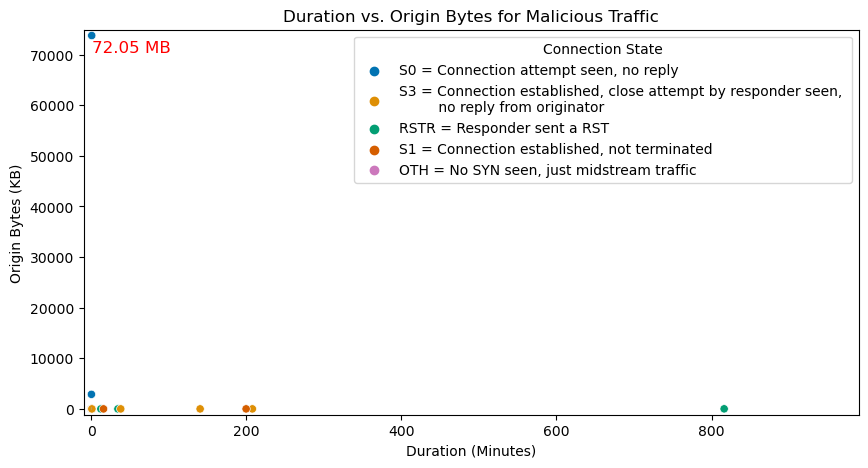 Duration vs. Origin Bytes for Malicious Traffic
72.05 MB
Connection State
S0 = Connection attempt seen, no reply
S3 = Connection established, close attempt by responder seen,
no reply from originator
RSTR = Responder sent a RST
S1 = Connection established, not terminated
OTH = No SYN seen, just midstream traffic
Origin Bytes (KB)
70000
60000
50000
40000
30000
20000
10000
0
0 200 400 600 800
Duration (Minutes)